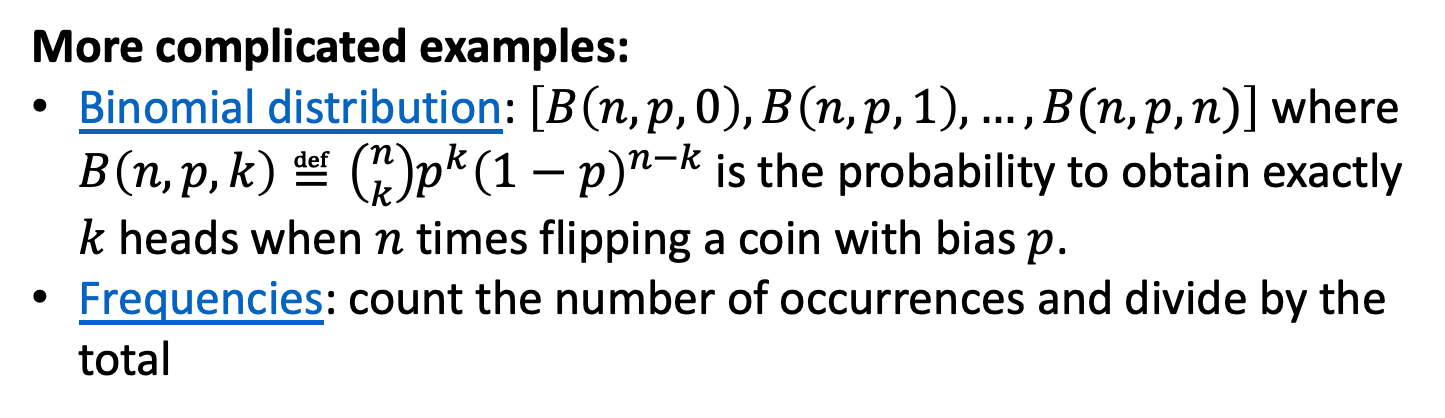 More complicated examples:
• Binomial distribution: [B(n, p, 0), B(n, p, 1), … , B(n, p, n)] where
B(n, p, k) ≝ (n k) p^k (1 − p)^{n−k} is the probability to obtain exactly
k heads when n times flipping a coin with bias p.
• Frequencies: count the number of occurrences and divide by the
total